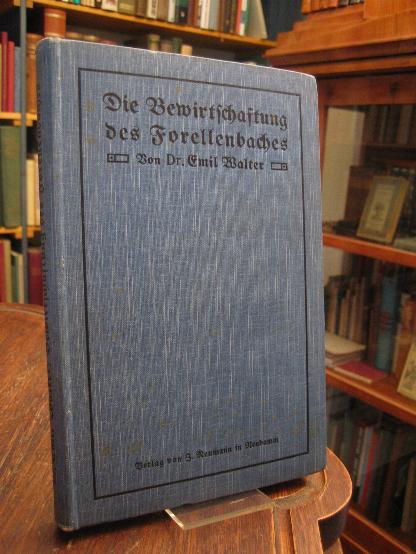 Die Bewirtschaftung
des Forellenbaches
Von Dr. Emil Walter
Verlag von J. Neumann in Neudamm